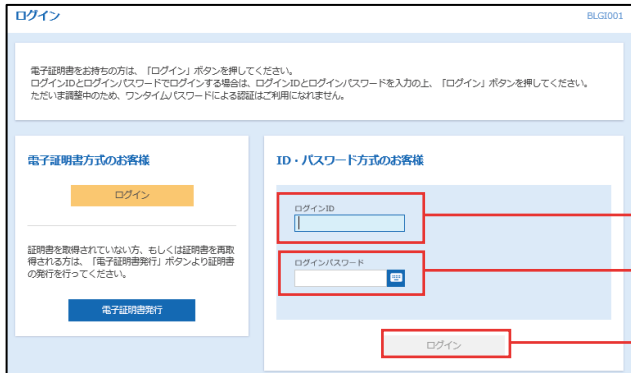 ログイン
BLGI001
電子証明書をお持ちの方は、「ログイン」ボタンを押してください。
ログインIDとログインパスワードでログインする場合は、ログインIDとログインパスワードを入力の上、「ログイン」ボタンを押してください。
ただいま調整中のため、ワンタイムパスワードによる認証はご利用になれません。
電子証明書方式のお客様
ログイン
証明書を取得されていない方、もしくは証明書を再取
得される方は、「電子証明書発行」ボタンより証明書
の発行を行ってください。
電子証明書発行
ID・パスワード方式のお客様
ログインID
ログインパスワード
ログイン